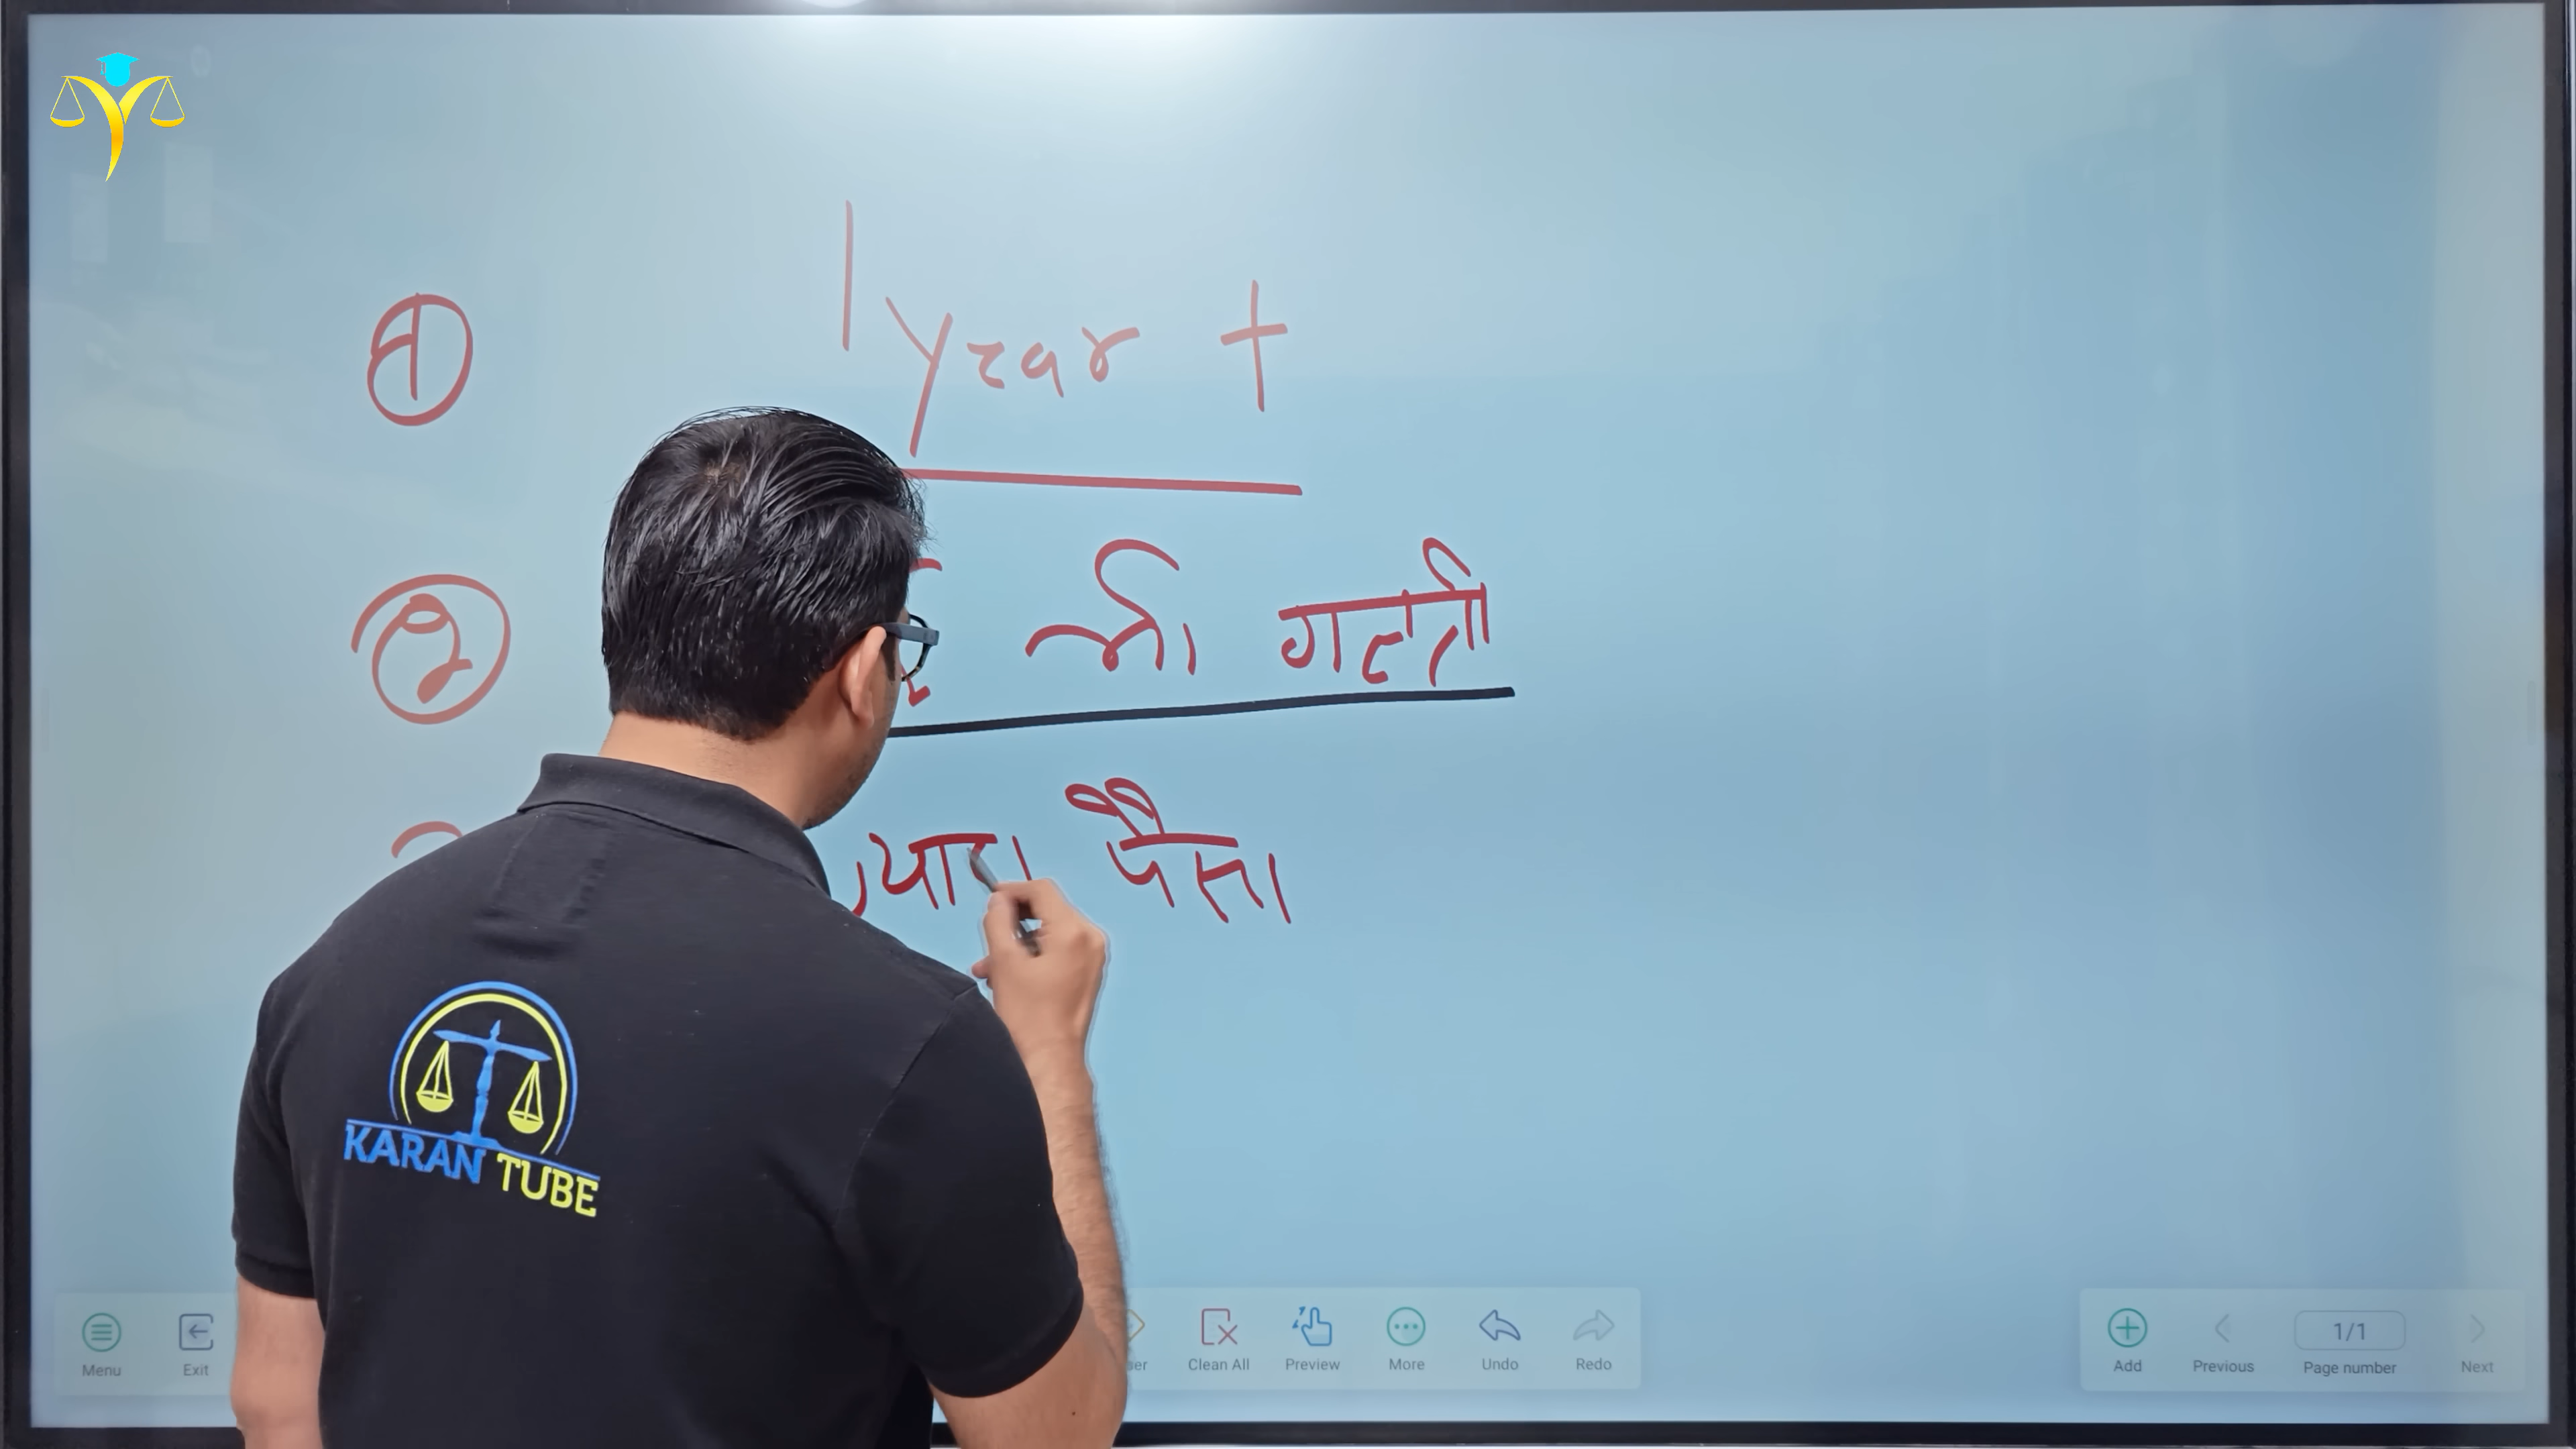 ① 1 year +
② की गलती
ज्यादा पैसा
KARAN TUBE
Menu Exit Clean All Preview More Undo Redo Add Previous 1/1 Page number Next